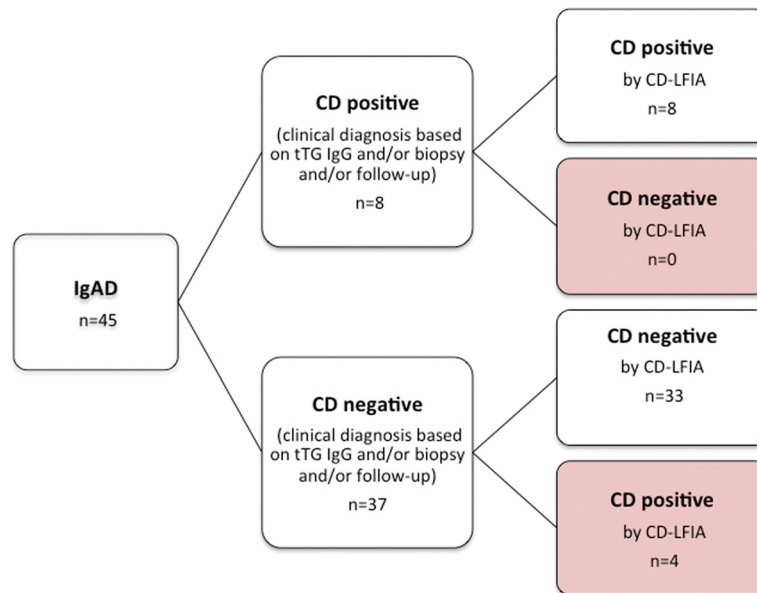 IgAD
n=45
CD positive
(clinical diagnosis based
on tTG IgG and/or biopsy
and/or follow-up)
n=8
CD negative
(clinical diagnosis based
on tTG IgG and/or biopsy
and/or follow-up)
n=37
CD positive
by CD-LFIA
n=8
CD negative
by CD-LFIA
n=0
CD negative
by CD-LFIA
n=33
CD positive
by CD-LFIA
n=4